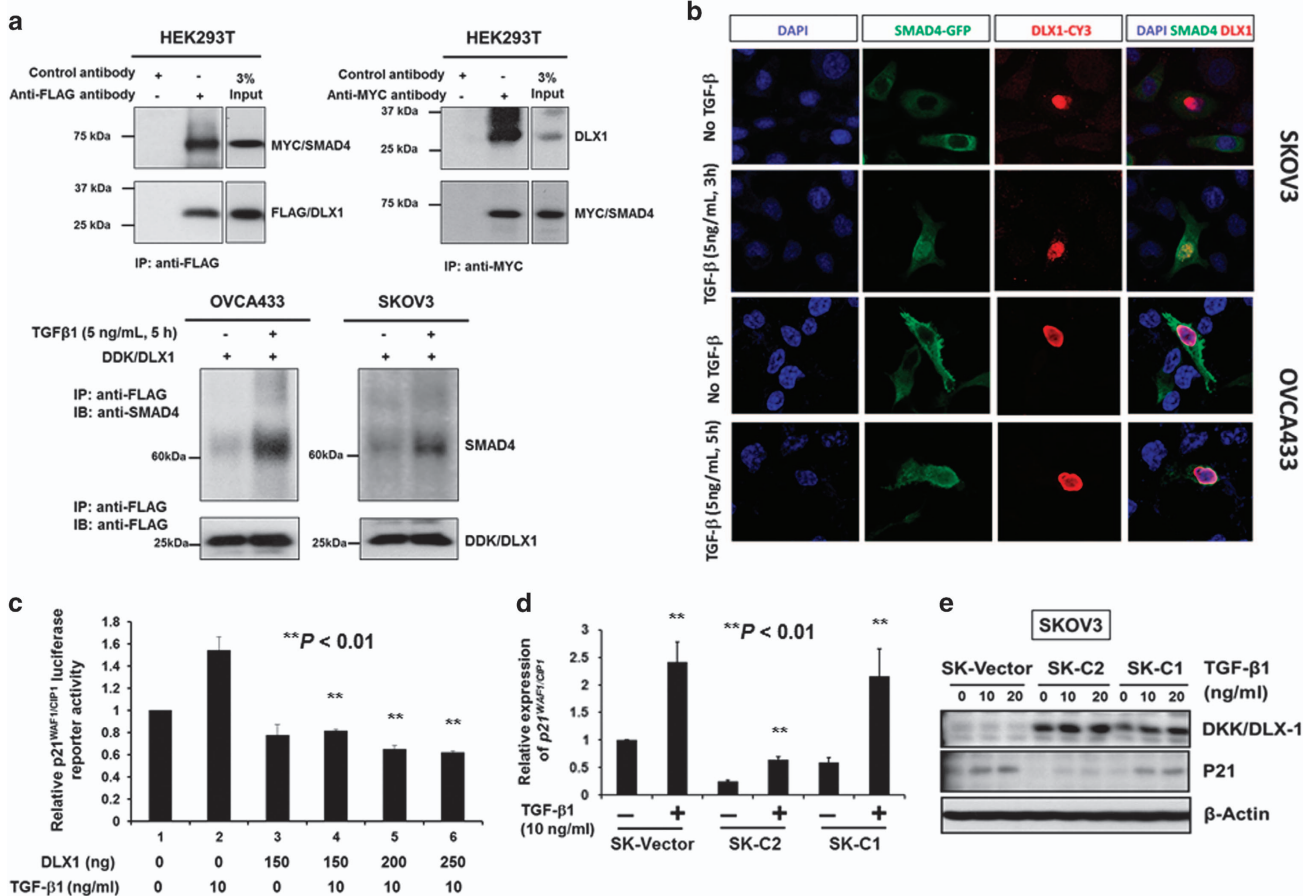 a
HEK293T
Control antibody + - 3%
Anti-FLAG antibody - + Input
75 kDa
MYC/SMAD4
37 kDa
FLAG/DLX1
25 kDa
IP: anti-FLAG
HEK293T
Control antibody + - 3%
Anti-MYC antibody - + Input
37 kDa
DLX1
25 kDa
75 kDa
MYC/SMAD4
IP: anti-MYC
OVCA433
SKOV3
TGFβ1 (5 ng/mL, 5 h) - + - +
DDK/DLX1 + + + +
IP: anti-FLAG
IB: anti-SMAD4
SMAD4
60kDa
60kDa
IP: anti-FLAG
IB: anti-FLAG
25kDa
25kDa
DDK/DLX1
b
DAPI
SMAD4-GFP
DLX1-CY3
DAPI SMAD4 DLX1
No TGF-β
TGF-β (5ng/mL, 3h)
SKOV3
No TGF-β
TGF-β (5ng/mL, 5h)
OVCA433
c
Relative p21WAF1/CIP1 luciferase
reporter activity
1.8
1.6
1.4
1.2
1
0.8
0.6
0.4
0.2
0
**P < 0.01
**
**
**
1 2 3 4 5 6
DLX1 (ng) 0 0 150 150 200 250
TGF-β1 (ng/ml) 0 10 0 10 10 10
d
Relative expression
of p21WAF1/CIP1
3
2.5
2
1.5
1
0.5
0
**
**P < 0.01
**
**
TGF-β1 − + − + − +
(10 ng/ml)
SK-Vector SK-C2 SK-C1
e
SKOV3
SK-Vector SK-C2 SK-C1 TGF-β1
0 10 20 0 10 20 0 10 20 (ng/ml)
DKK/DLX-1
P21
β-Actin